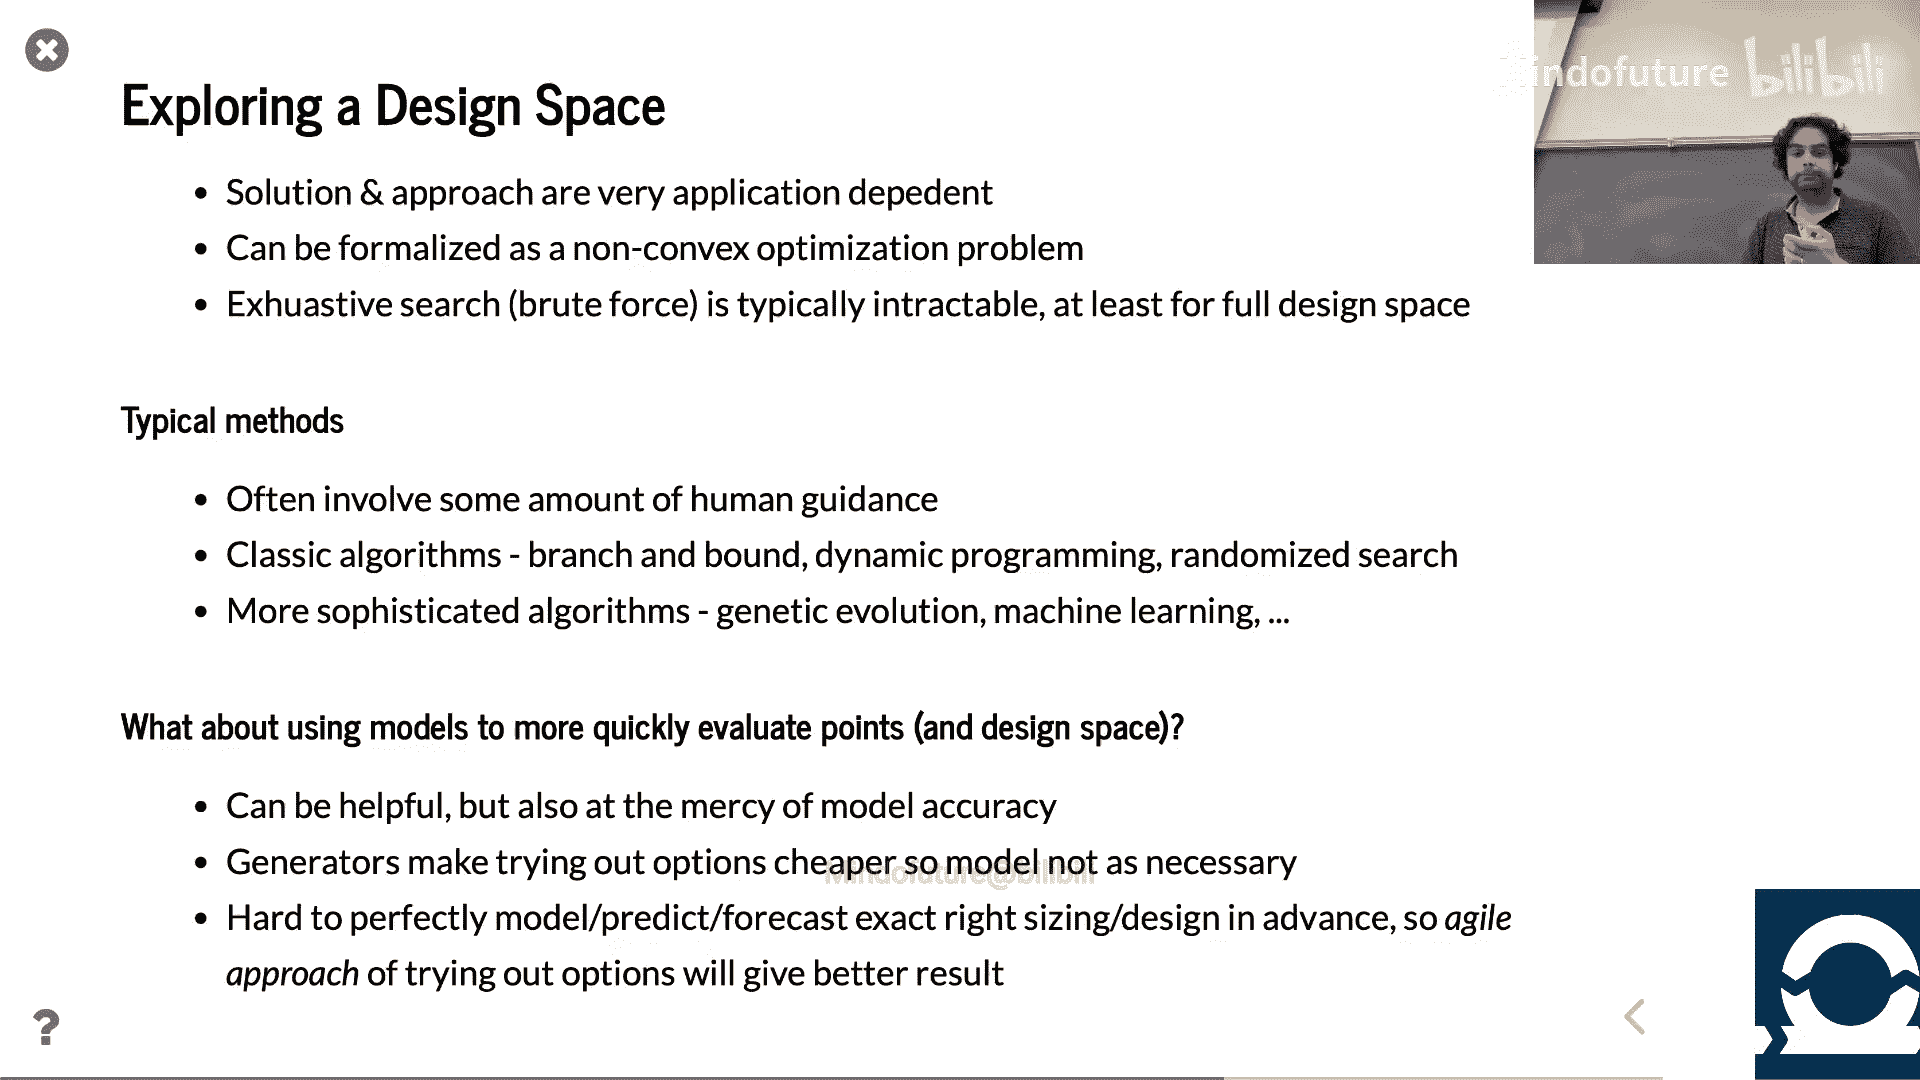 Exploring a Design Space
indofuture bilibili
• Solution & approach are very application depedent
• Can be formalized as a non-convex optimization problem
• Exhuastive search (brute force) is typically intractable, at least for full design space
Typical methods
• Often involve some amount of human guidance
• Classic algorithms - branch and bound, dynamic programming, randomized search
• More sophisticated algorithms - genetic evolution, machine learning, ...
What about using models to more quickly evaluate points (and design space)?
• Can be helpful, but also at the mercy of model accuracy
• Generators make trying out options cheaper so model not as necessary
Mindofuture@bilibili
• Hard to perfectly model/predict/forecast exact right sizing/design in advance, so agile
approach of trying out options will give better result
?